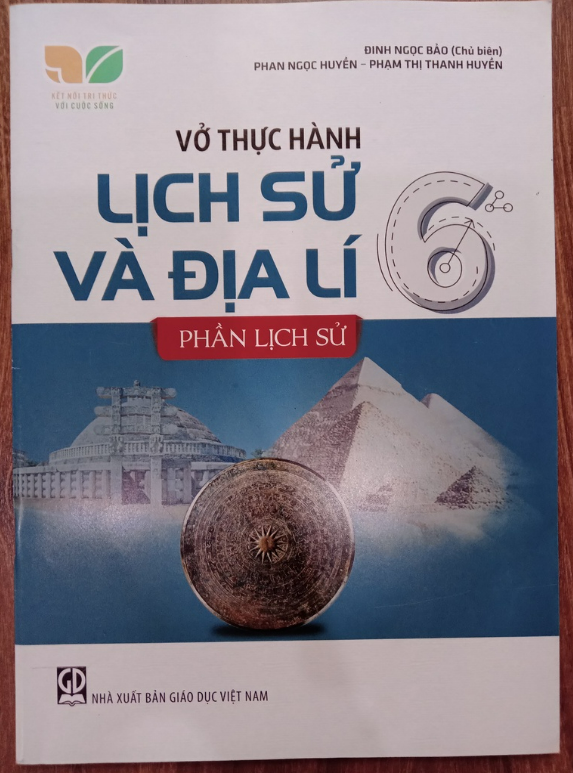 ĐINH NGỌC BẢO (Chủ biên)
PHAN NGỌC HUYỀN – PHẠM THỊ THANH HUYỀN
KẾT NỐI TRI THỨC
VỚI CUỘC SỐNG
VỞ THỰC HÀNH
LỊCH SỬ
VÀ ĐỊA LÍ
6
PHẦN LỊCH SỬ
GD
NHÀ XUẤT BẢN GIÁO DỤC VIỆT NAM